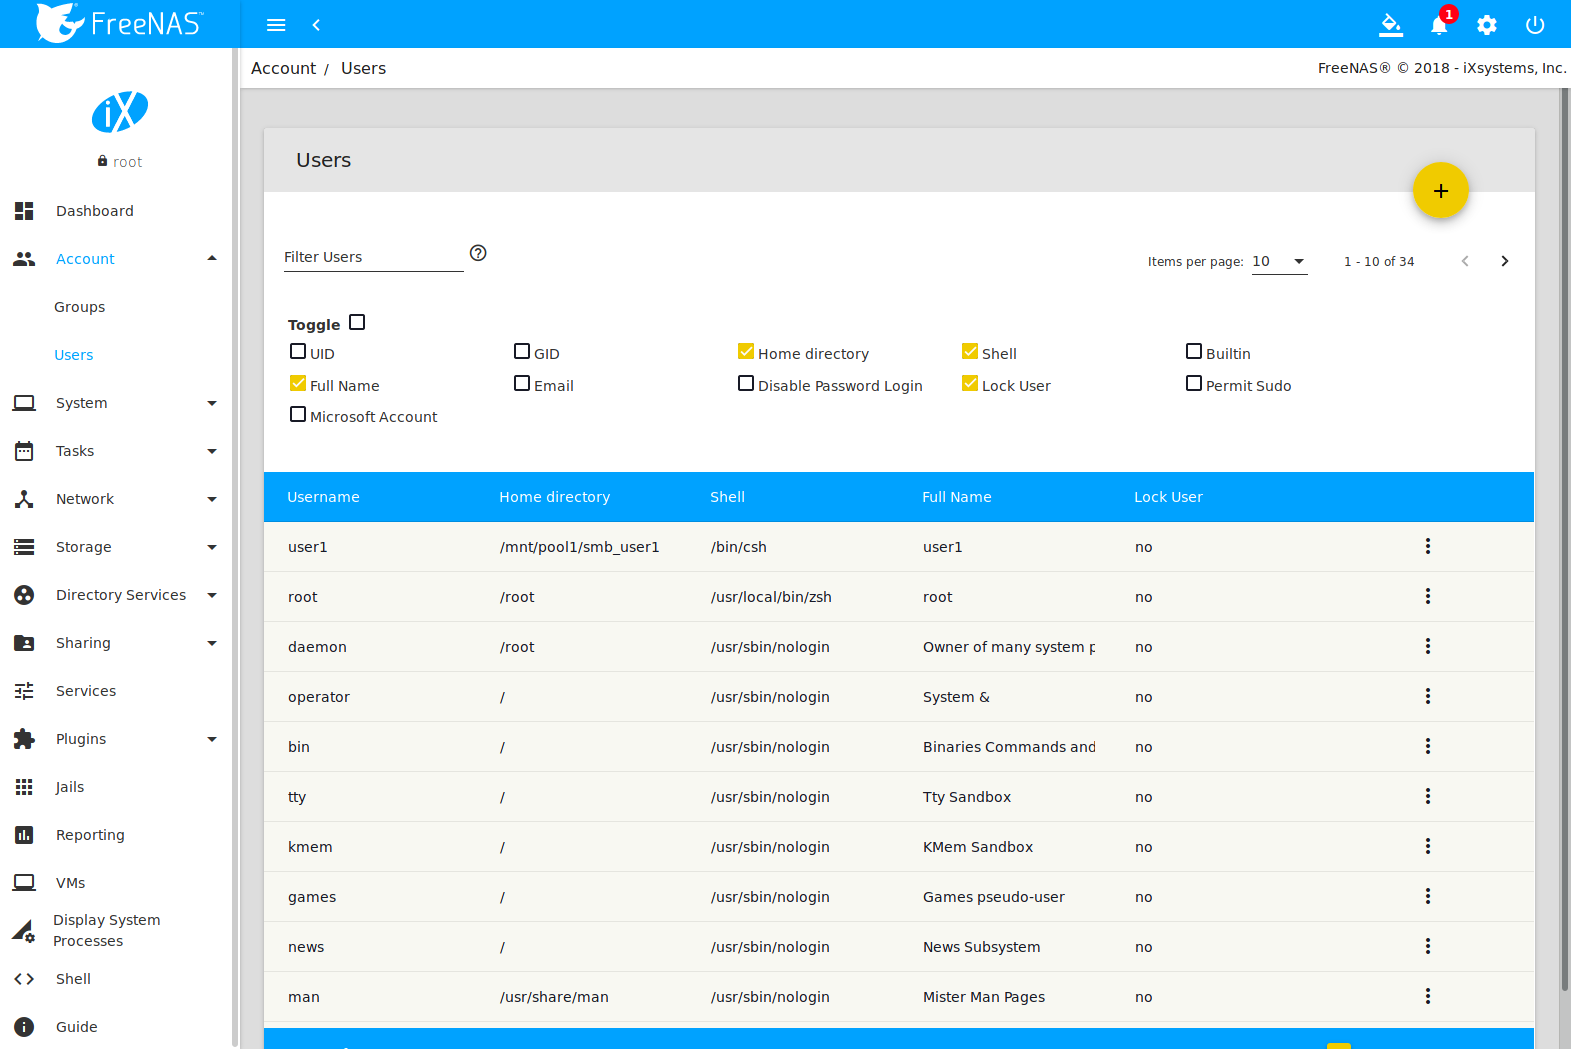 FreeNAS™
1
Account / Users
FreeNAS® © 2018 - iXsystems, Inc.
iX
root
Dashboard
Account
Groups
Users
System
Tasks
Network
Storage
Directory Services
Sharing
Services
Plugins
Jails
Reporting
VMs
Display System
Processes
Shell
Guide
Users
Filter Users
Items per page: 10 1 - 10 of 34
Toggle
UID GID Home directory Shell Builtin
Full Name Email Disable Password Login Lock User Permit Sudo
Microsoft Account
Username Home directory Shell Full Name Lock User
user1 /mnt/pool1/smb_user1 /bin/csh user1 no
root /root /usr/local/bin/zsh root no
daemon /root /usr/sbin/nologin Owner of many system p no
operator / /usr/sbin/nologin System & no
bin / /usr/sbin/nologin Binaries Commands and no
tty / /usr/sbin/nologin Tty Sandbox no
kmem / /usr/sbin/nologin KMem Sandbox no
games / /usr/sbin/nologin Games pseudo-user no
news / /usr/sbin/nologin News Subsystem no
man /usr/share/man /usr/sbin/nologin Mister Man Pages no